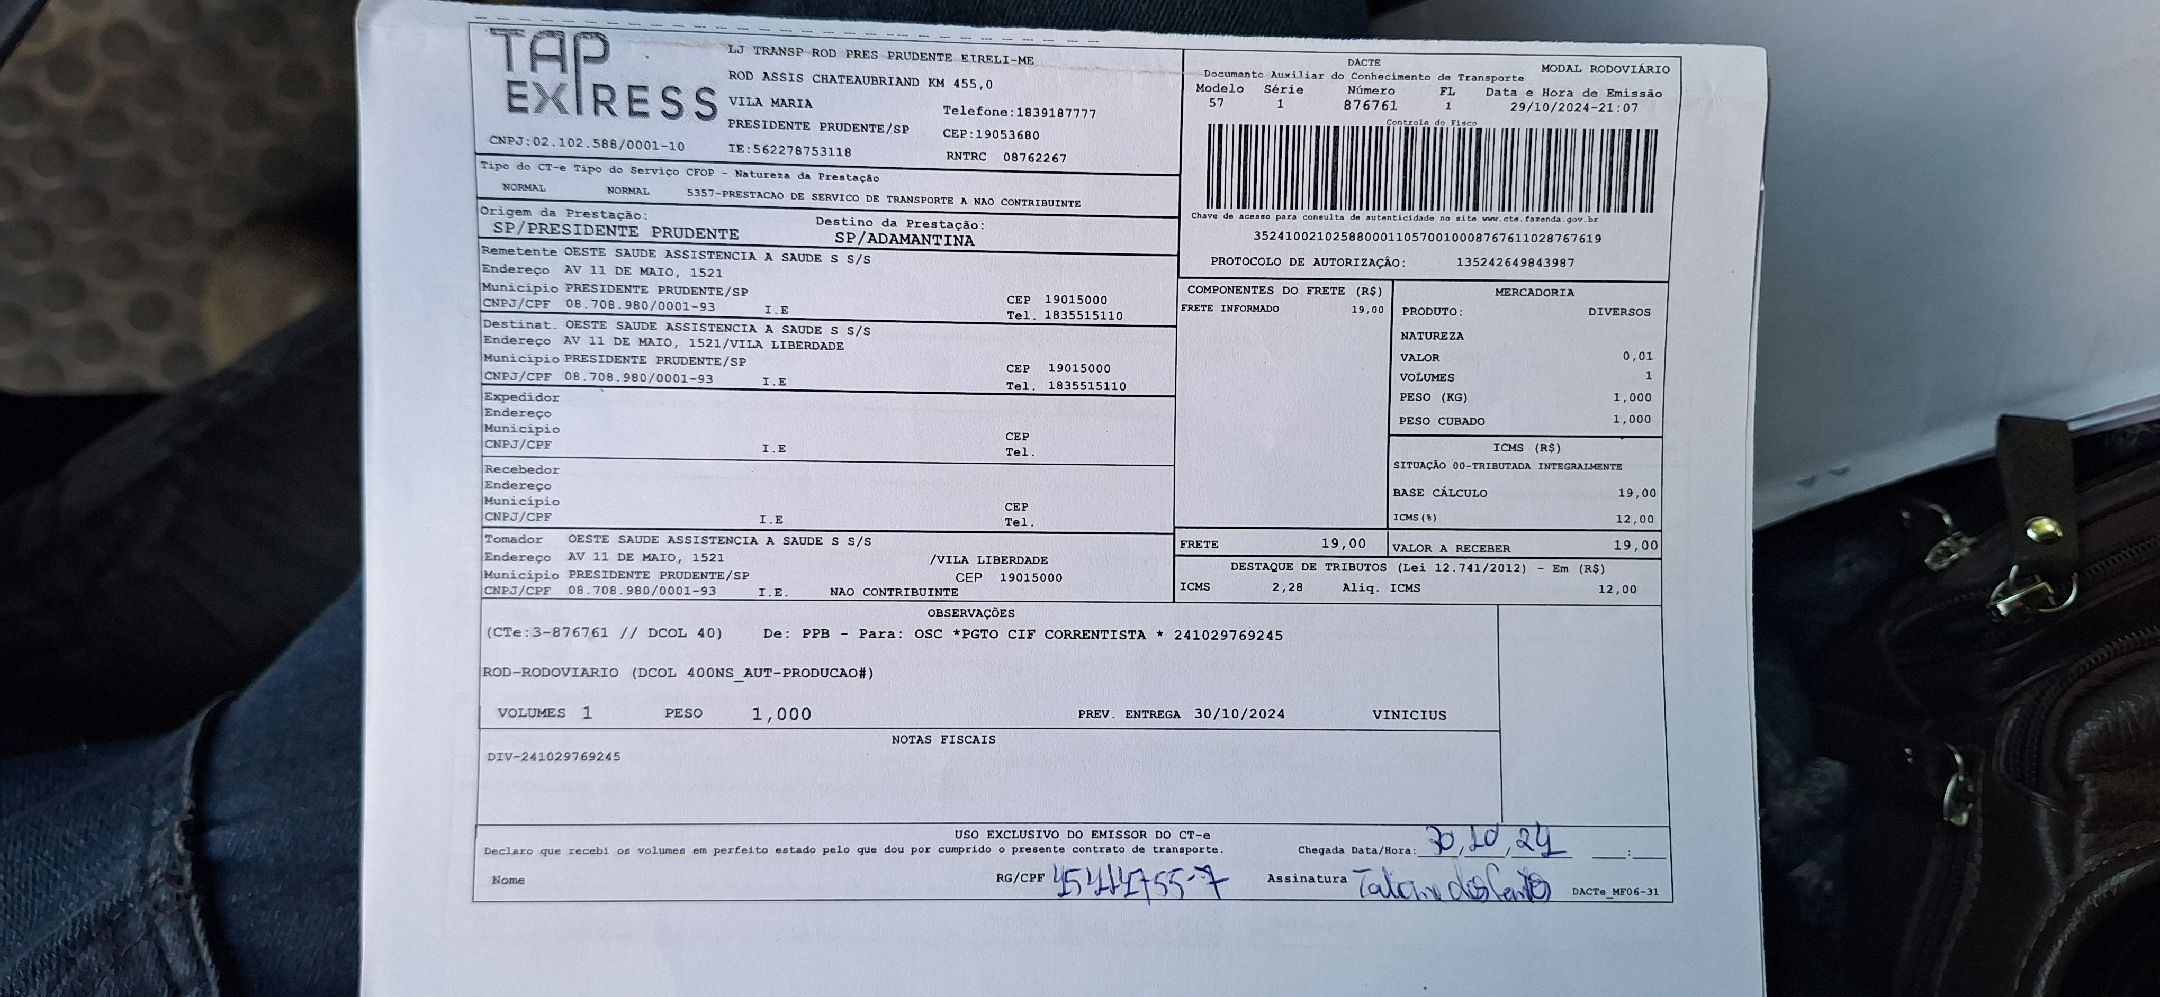 TAP
EXPRESS
CNPJ:02.102.588/0001-10
LJ TRANSP ROD PRES PRUDENTE EIRELI-ME
ROD ASSIS CHATEAUBRIAND KM 455,0
VILA MARIA
Telefone:1839187777
PRESIDENTE PRUDENTE/SP
CEP:19053680
IE:562278753118
RNTRC 08762267
DACTE
MODAL RODOVIÁRIO
Documento Auxiliar do Conhecimento de Transporte
Modelo Série Número FL Data e Hora de Emissão
57 1 876761 1 29/10/2024-21:07
Controle do Fisco
Chave de acesso para consulta de autenticidade no site www.cte.fazenda.gov.br
35241002102588000110570010008767611028767619
PROTOCOLO DE AUTORIZAÇÃO: 135242649843987
Tipo do CT-e Tipo do Serviço CFOP - Natureza da Prestação
NORMAL NORMAL 5357-PRESTACAO DE SERVICO DE TRANSPORTE A NAO CONTRIBUINTE
Origem da Prestação: Destino da Prestação:
SP/PRESIDENTE PRUDENTE SP/ADAMANTINA
Remetente OESTE SAUDE ASSISTENCIA A SAUDE S S/S
Endereço AV 11 DE MAIO, 1521
Município PRESIDENTE PRUDENTE/SP CEP 19015000
CNPJ/CPF 08.708.980/0001-93 I.E Tel. 1835515110
Destinat. OESTE SAUDE ASSISTENCIA A SAUDE S S/S
Endereço AV 11 DE MAIO, 1521/VILA LIBERDADE
Município PRESIDENTE PRUDENTE/SP CEP 19015000
CNPJ/CPF 08.708.980/0001-93 I.E Tel. 1835515110
Expedidor
Endereço
Município CEP
CNPJ/CPF I.E Tel.
Recebedor
Endereço
Município CEP
CNPJ/CPF I.E Tel.
Tomador OESTE SAUDE ASSISTENCIA A SAUDE S S/S
Endereço AV 11 DE MAIO, 1521 /VILA LIBERDADE
Município PRESIDENTE PRUDENTE/SP CEP 19015000
CNPJ/CPF 08.708.980/0001-93 I.E. NAO CONTRIBUINTE
COMPONENTES DO FRETE (R$)
FRETE INFORMADO 19,00
MERCADORIA
PRODUTO: DIVERSOS
NATUREZA
VALOR 0,01
VOLUMES 1
PESO (KG) 1,000
PESO CUBADO 1,000
ICMS (R$)
SITUAÇÃO 00-TRIBUTADA INTEGRALMENTE
BASE CÁLCULO 19,00
ICMS(%) 12,00
FRETE 19,00 VALOR A RECEBER 19,00
DESTAQUE DE TRIBUTOS (Lei 12.741/2012) - Em (R$)
ICMS 2,28 Aliq. ICMS 12,00
OBSERVAÇÕES
(CTe:3-876761 // DCOL 40) De: PPB - Para: OSC *PGTO CIF CORRENTISTA * 241029769245
ROD-RODOVIARIO (DCOL 400NS_AUT-PRODUCAO#)
VOLUMES 1 PESO 1,000 PREV. ENTREGA 30/10/2024 VINICIUS
NOTAS FISCAIS
DIV-241029769245
USO EXCLUSIVO DO EMISSOR DO CT-e
Declaro que recebi os volumes em perfeito estado pelo que dou por cumprido o presente contrato de transporte. Chegada Data/Hora: 30,10,24 :
Nome RG/CPF Assinatura DACTe_MF06-31